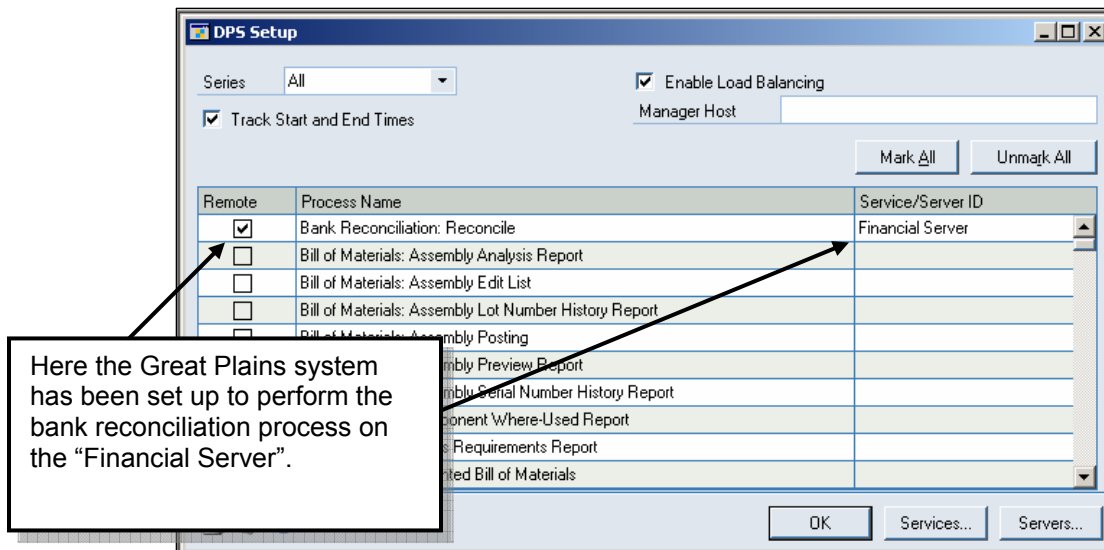 DPS Setup
Series All
Enable Load Balancing
Track Start and End Times
Manager Host
Mark All Unmark All
Remote Process Name Service/Server ID
Bank Reconciliation: Reconcile Financial Server
Bill of Materials: Assembly Analysis Report
Bill of Materials: Assembly Edit List
Bill of Materials: Assembly Lot Number History Report
Bill of Materials: Assembly Posting
Preview Report
Serial Number History Report
Where-Used Report
Requirements Report
Bill of Materials
Here the Great Plains system
has been set up to perform the
bank reconciliation process on
the “Financial Server”.
OK Services... Servers...